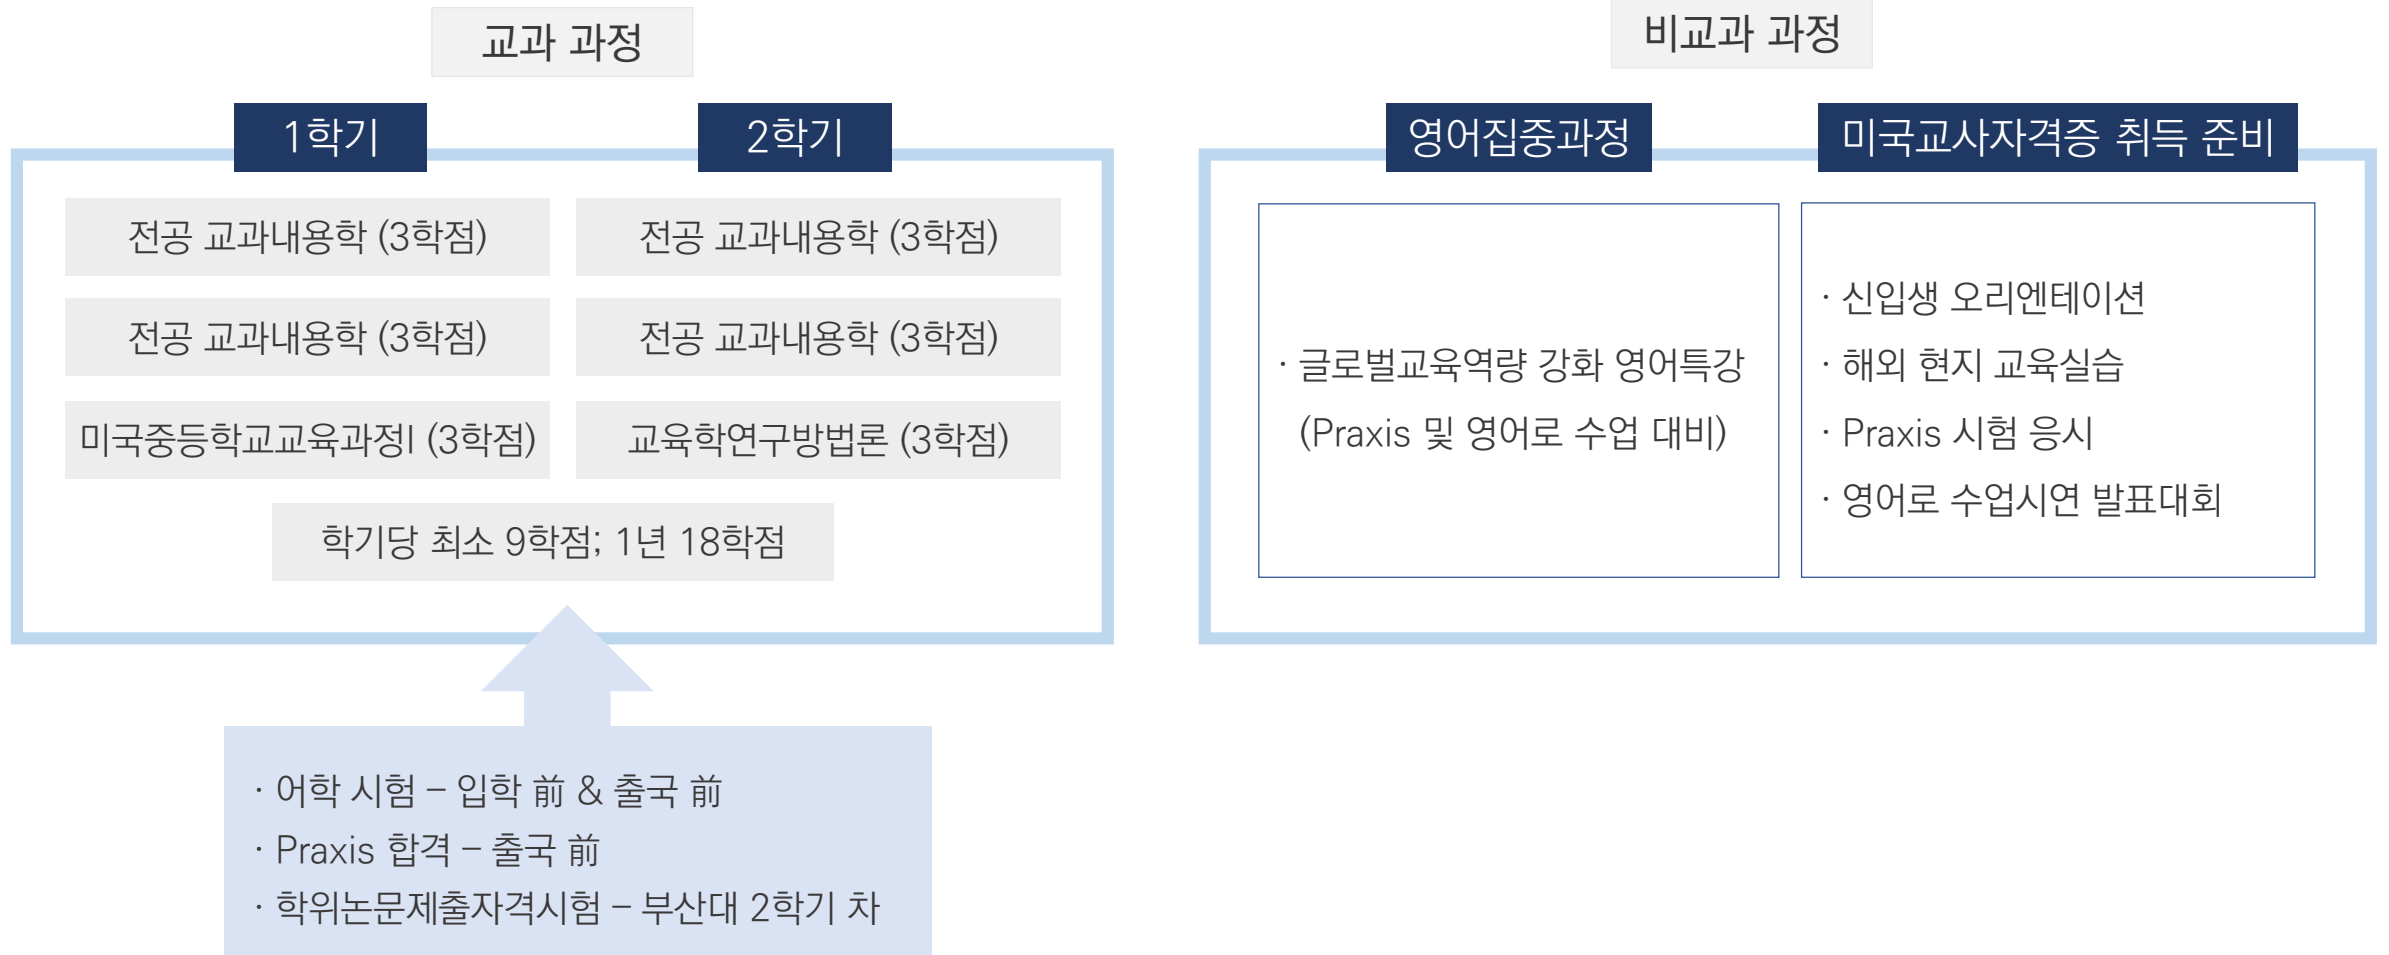 교과 과정
1학기
2학기
전공 교과내용학 (3학점)
전공 교과내용학 (3학점)
전공 교과내용학 (3학점)
전공 교과내용학 (3학점)
미국중등학교교육과정I (3학점)
교육학연구방법론 (3학점)
학기당 최소 9학점; 1년 18학점
· 어학 시험 – 입학 前 & 출국 前
· Praxis 합격 – 출국 前
· 학위논문제출자격시험 – 부산대 2학기 차
비교과 과정
영어집중과정
미국교사자격증 취득 준비
· 글로벌교육역량 강화 영어특강
(Praxis 및 영어로 수업 대비)
· 신입생 오리엔테이션
· 해외 현지 교육실습
· Praxis 시험 응시
· 영어로 수업시연 발표대회